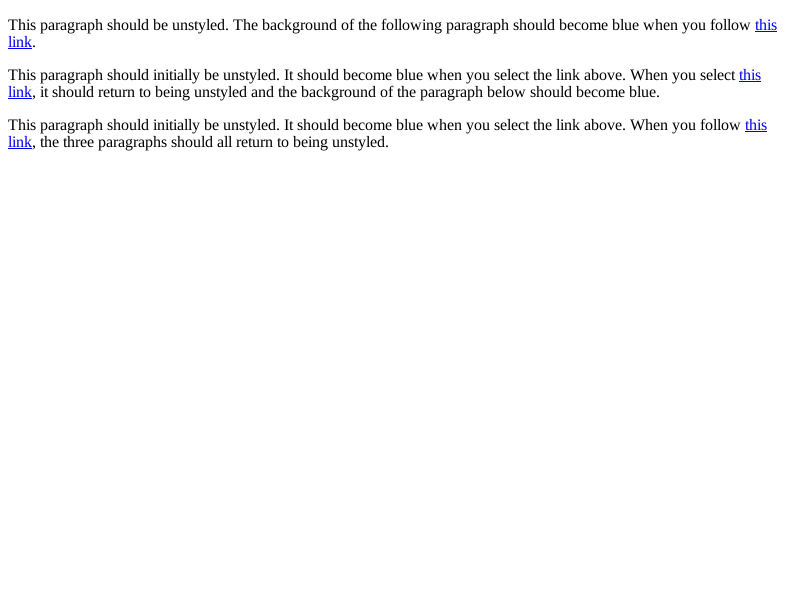 This paragraph should be unstyled. The background of the following paragraph should become blue when you follow this
link.
This paragraph should initially be unstyled. It should become blue when you select the link above. When you select this
link, it should return to being unstyled and the background of the paragraph below should become blue.
This paragraph should initially be unstyled. It should become blue when you select the link above. When you follow this
link, the three paragraphs should all return to being unstyled.